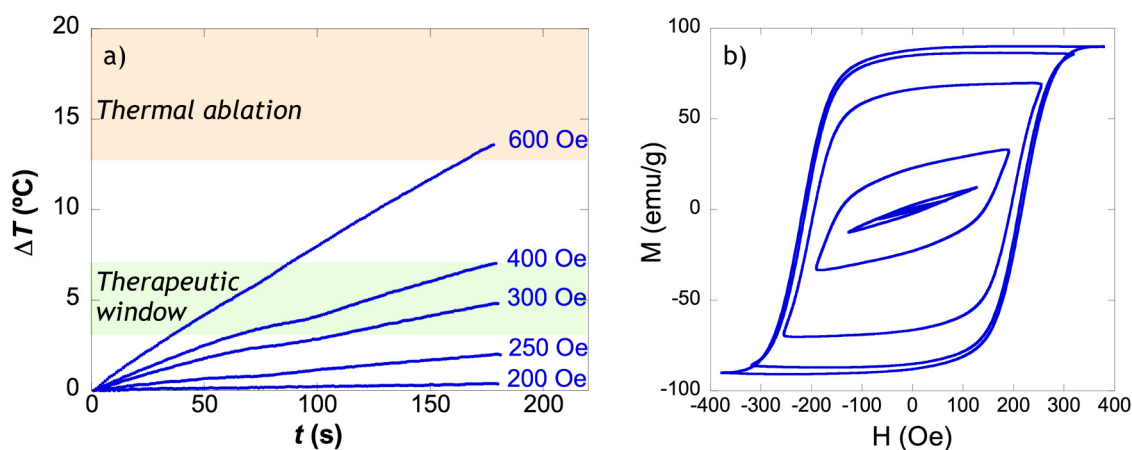 a)
20
15
10
5
0
ΔT (ºC)
Thermal ablation
Therapeutic
window
600 Oe
400 Oe
300 Oe
250 Oe
200 Oe
0 50 100 150 200
t (s)
b)
100
50
0
-50
-100
M (emu/g)
-400 -300 -200 -100 0 100 200 300 400
H (Oe)